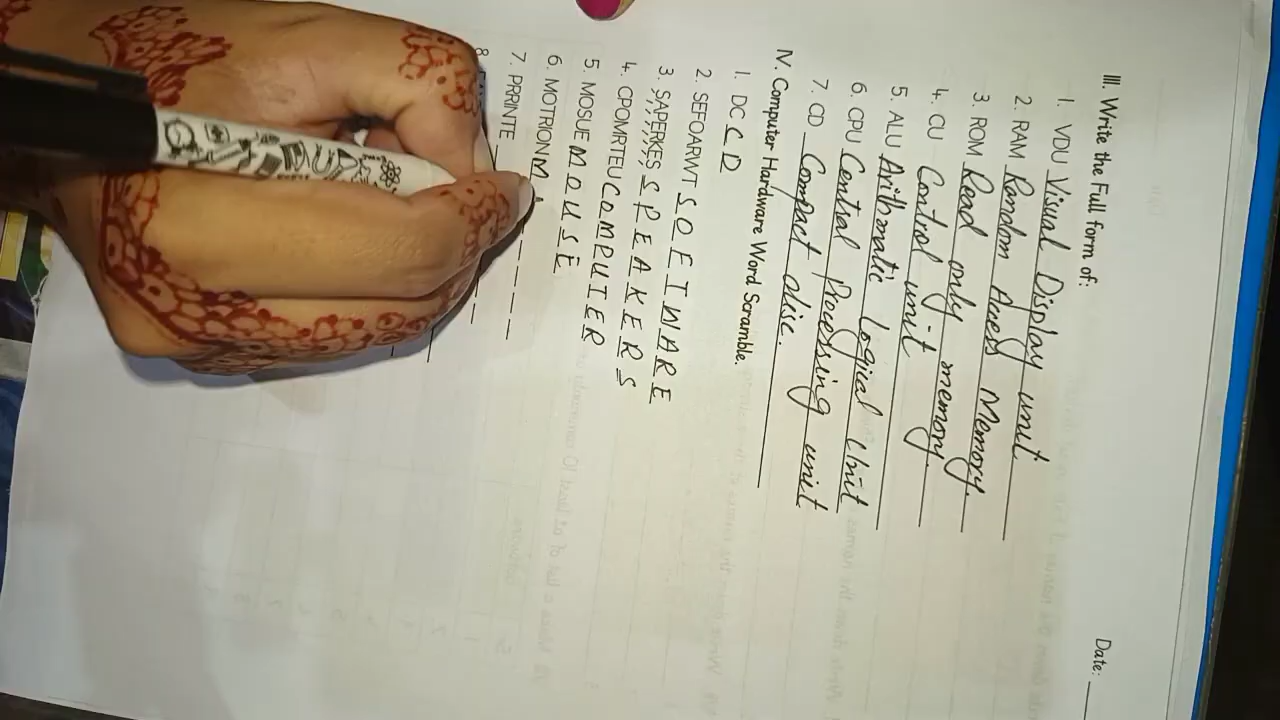 Date:
III. Write the Full form of:
1. VDU Visual Display unit
2. RAM Random Aness Memory
3. ROM Read only memory
4. CU Control unit
5. ALU Arithmatic Logical Unit
6. CPU Central Processing unit
7. CD Compact disc.
IV. Computer Hardware Word Scramble.
1. DC C D
2. SEFOARWT S O F T W A R E
3. SAPERKES S P E A K E R S
4. CPOMRTEU C O M P U T E R
5. MOSUE M O U S E
6. MOTRION M
7. PRRINTE
8.